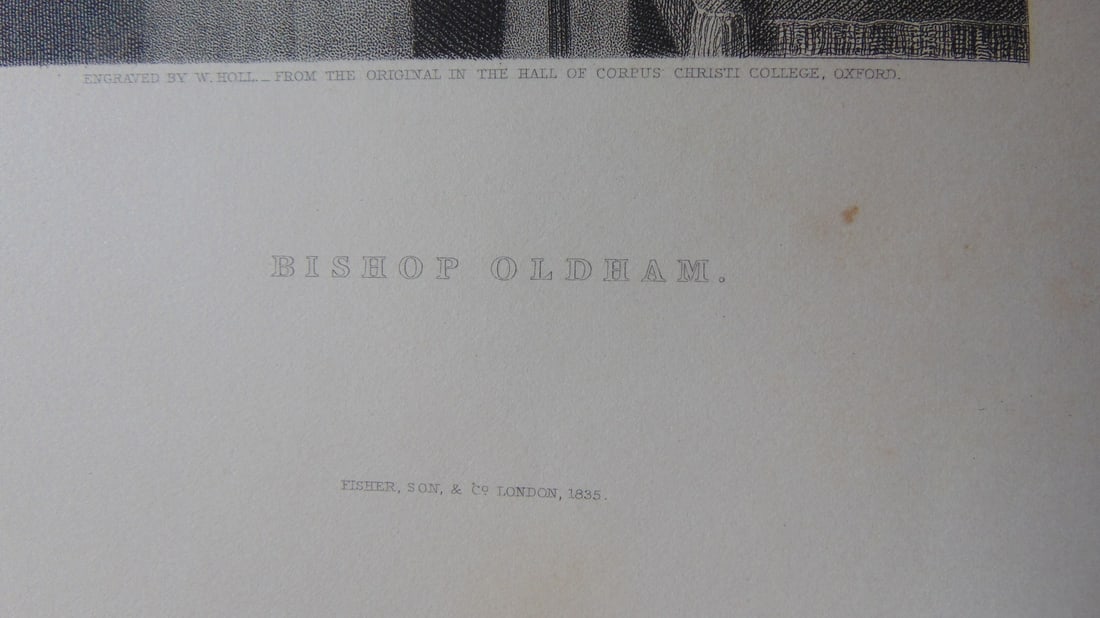 ENGRAVED BY W. HOLL _ FROM THE ORIGINAL IN THE HALL OF CORPUS CHRISTI COLLEGE, OXFORD.
BISHOP OLDHAM.
FISHER, SON, & Cº LONDON, 1835.